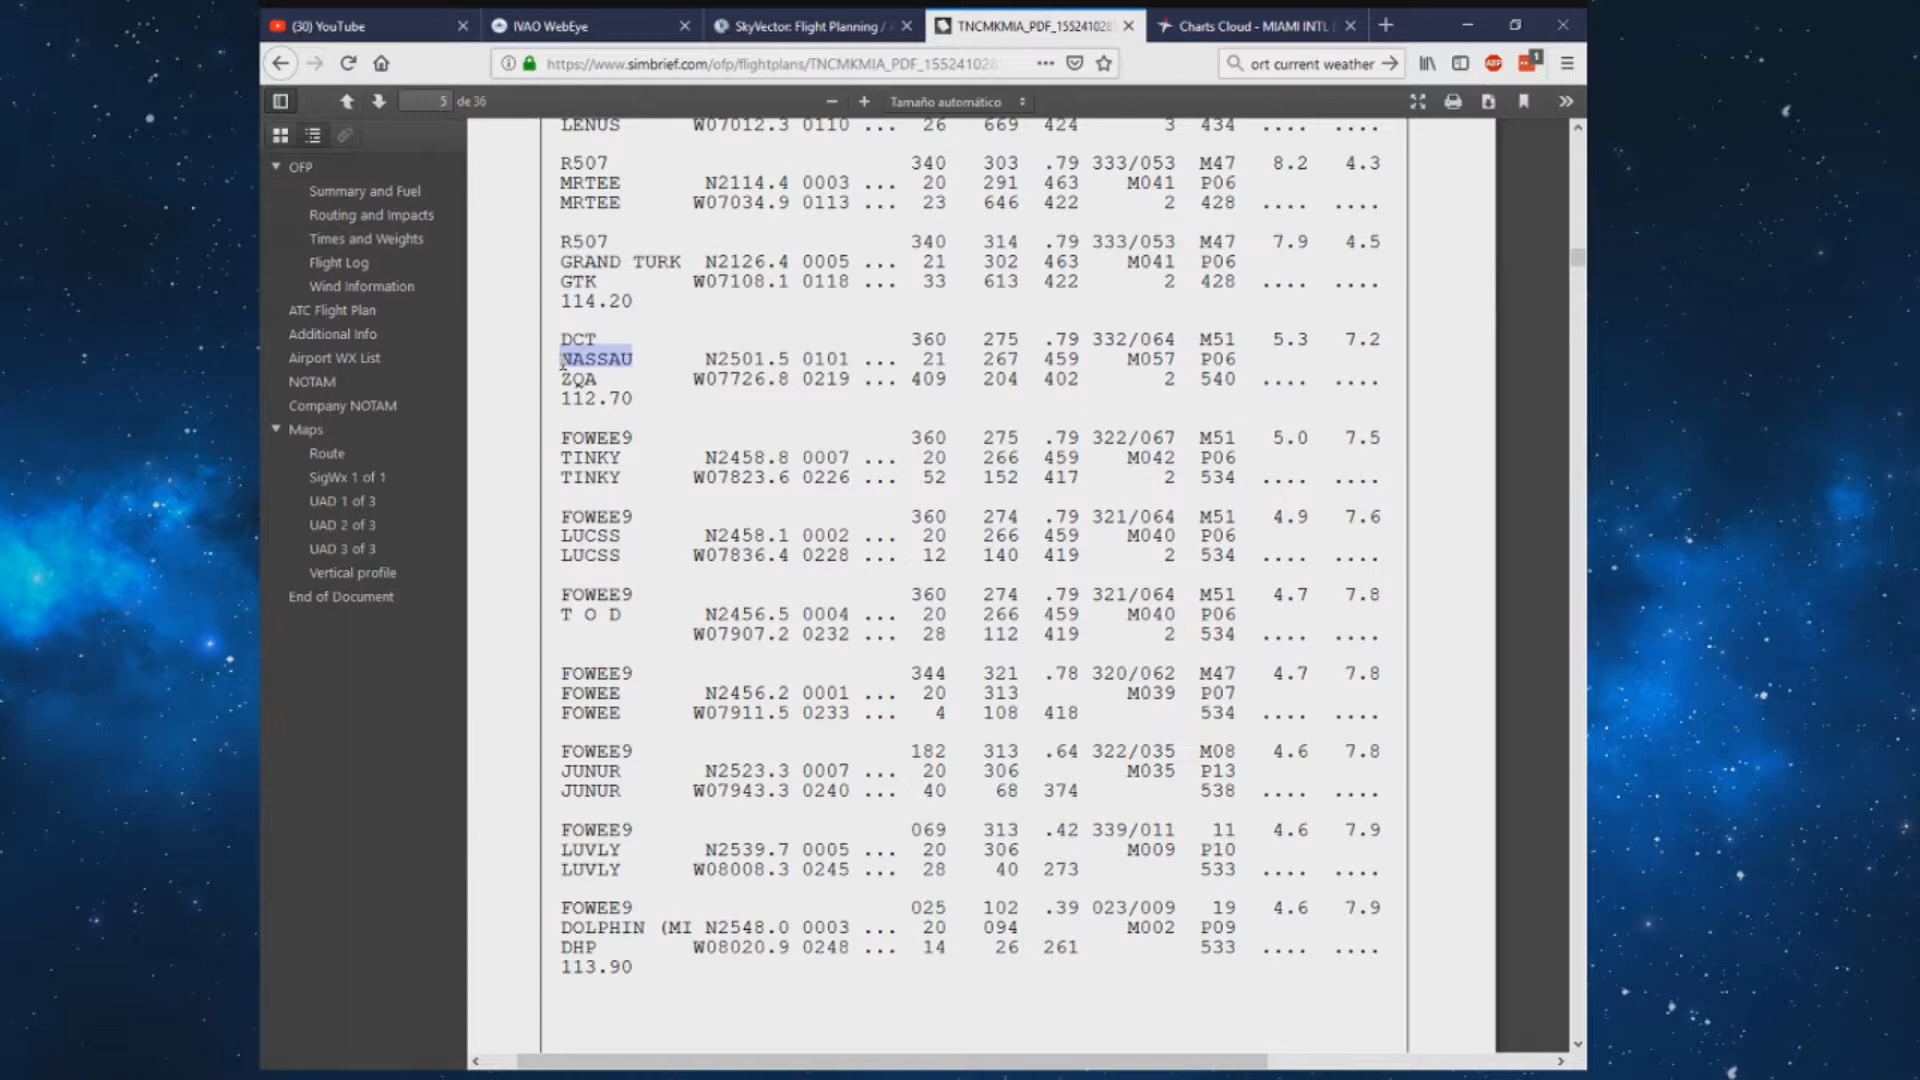 (30) YouTube
IVAO WebEye
SkyVector: Flight Planning /
TNCMKMIA_PDF_155241028
Charts Cloud - MIAMI INTL
https://www.simbrief.com/ofp/flightplans/TNCMKMIA_PDF_155241028
ort current weather
1
5 de 36
Tamaño automático
OFP
Summary and Fuel
Routing and Impacts
Times and Weights
Flight Log
Wind Information
ATC Flight Plan
Additional Info
Airport WX List
NOTAM
Company NOTAM
Maps
Route
SigWx 1 of 1
UAD 1 of 3
UAD 2 of 3
UAD 3 of 3
Vertical profile
End of Document
LENUS W07012.3 0110 ... 26 669 424 3 434 .... ....
R507 340 303 .79 333/053 M47 8.2 4.3
MRTEE N2114.4 0003 ... 20 291 463 M041 P06
MRTEE W07034.9 0113 ... 23 646 422 2 428 .... ....
R507 340 314 .79 333/053 M47 7.9 4.5
GRAND TURK N2126.4 0005 ... 21 302 463 M041 P06
GTK W07108.1 0118 ... 33 613 422 2 428 .... ....
114.20
DCT 360 275 .79 332/064 M51 5.3 7.2
NASSAU N2501.5 0101 ... 21 267 459 M057 P06
ZQA W07726.8 0219 ... 409 204 402 2 540 .... ....
112.70
FOWEE9 360 275 .79 322/067 M51 5.0 7.5
TINKY N2458.8 0007 ... 20 266 459 M042 P06
TINKY W07823.6 0226 ... 52 152 417 2 534 .... ....
FOWEE9 360 274 .79 321/064 M51 4.9 7.6
LUCSS N2458.1 0002 ... 20 266 459 M040 P06
LUCSS W07836.4 0228 ... 12 140 419 2 534 .... ....
FOWEE9 360 274 .79 321/064 M51 4.7 7.8
T O D N2456.5 0004 ... 20 266 459 M040 P06
W07907.2 0232 ... 28 112 419 2 534 .... ....
FOWEE9 344 321 .78 320/062 M47 4.7 7.8
FOWEE N2456.2 0001 ... 20 313 M039 P07
FOWEE W07911.5 0233 ... 4 108 418 534 .... ....
FOWEE9 182 313 .64 322/035 M08 4.6 7.8
JUNUR N2523.3 0007 ... 20 306 M035 P13
JUNUR W07943.3 0240 ... 40 68 374 538 .... ....
FOWEE9 069 313 .42 339/011 11 4.6 7.9
LUVLY N2539.7 0005 ... 20 306 M009 P10
LUVLY W08008.3 0245 ... 28 40 273 533 .... ....
FOWEE9 025 102 .39 023/009 19 4.6 7.9
DOLPHIN (MI N2548.0 0003 ... 20 094 M002 P09
DHP W08020.9 0248 ... 14 26 261 533 .... ....
113.90